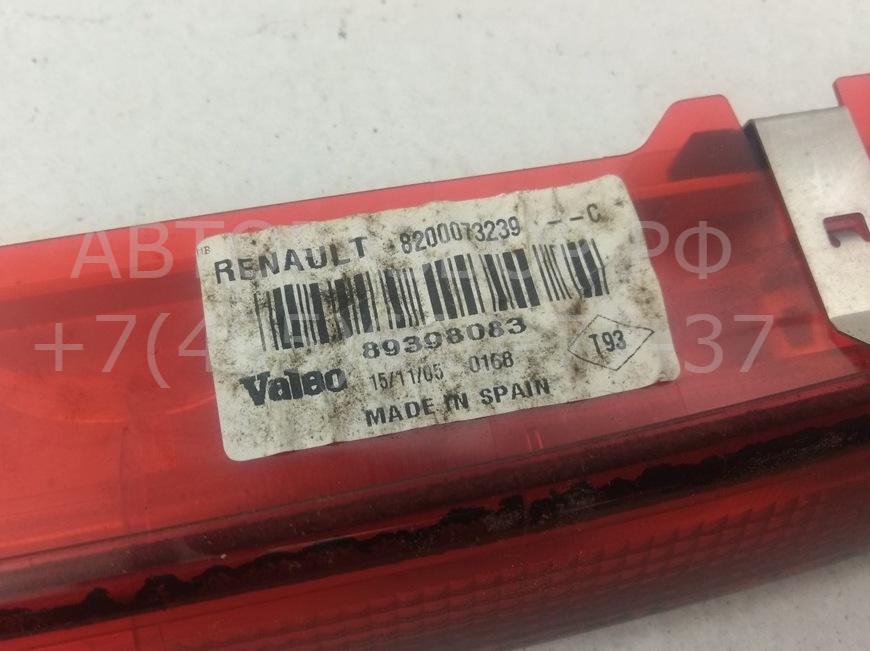 RENAULT 8200073239 --C
89398083
T93
Valeo 15/11/05 0168
MADE IN SPAIN